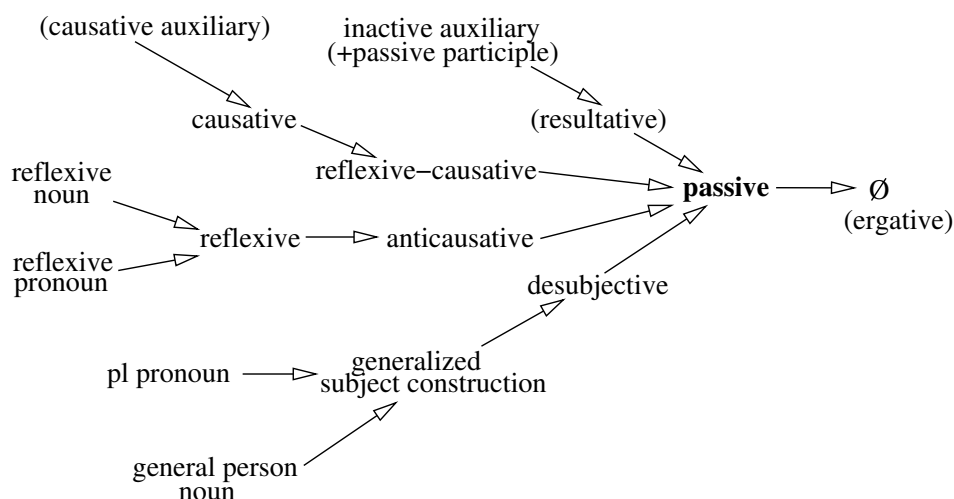 (causative auxiliary)
inactive auxiliary
(+passive participle)
causative
(resultative)
reflexive
noun
reflexive−causative
passive
Ø
(ergative)
reflexive
anticausative
reflexive
pronoun
desubjective
generalized
subject construction
pl pronoun
general person
noun